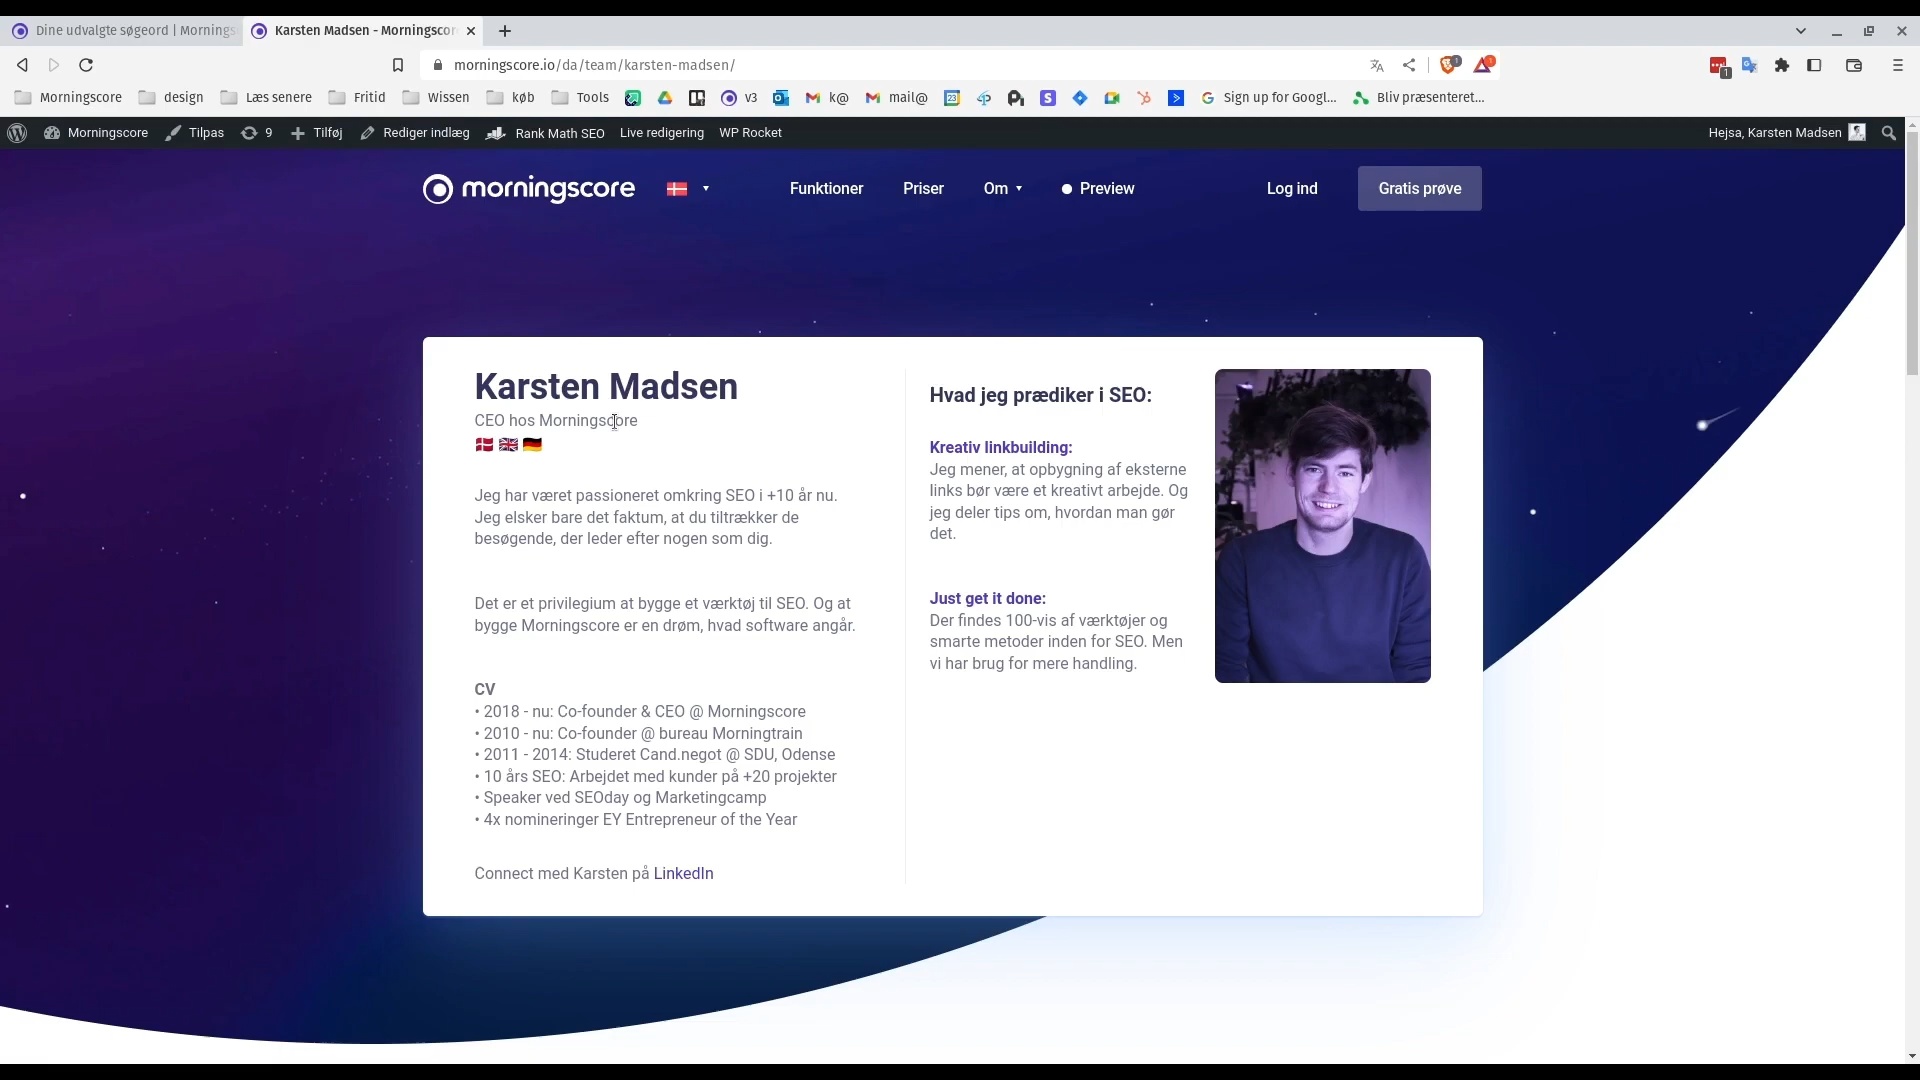 Dine udvalgte søgeord | Mornings
Karsten Madsen - Morningscor
morningscore.io/da/team/karsten-madsen/
Morningscore design Læs senere Fritid Wissen køb Tools v3 k@ mail@ 23 Sign up for Googl... Bliv præsenteret...
Morningscore Tilpas 9 Tilføj Rediger indlæg Rank Math SEO Live redigering WP Rocket Hejsa, Karsten Madsen
morningscore Funktioner Priser Om Preview Log ind Gratis prøve
Karsten Madsen
CEO hos Morningscore
Jeg har været passioneret omkring SEO i +10 år nu.
Jeg elsker bare det faktum, at du tiltrækker de
besøgende, der leder efter nogen som dig.
Det er et privilegium at bygge et værktøj til SEO. Og at
bygge Morningscore er en drøm, hvad software angår.
CV
• 2018 - nu: Co-founder & CEO @ Morningscore
• 2010 - nu: Co-founder @ bureau Morningtrain
• 2011 - 2014: Studeret Cand.negot @ SDU, Odense
• 10 års SEO: Arbejdet med kunder på +20 projekter
• Speaker ved SEOday og Marketingcamp
• 4x nomineringer EY Entrepreneur of the Year
Connect med Karsten på LinkedIn
Hvad jeg prædiker i SEO:
Kreativ linkbuilding:
Jeg mener, at opbygning af eksterne
links bør være et kreativt arbejde. Og
jeg deler tips om, hvordan man gør
det.
Just get it done:
Der findes 100-vis af værktøjer og
smarte metoder inden for SEO. Men
vi har brug for mere handling.